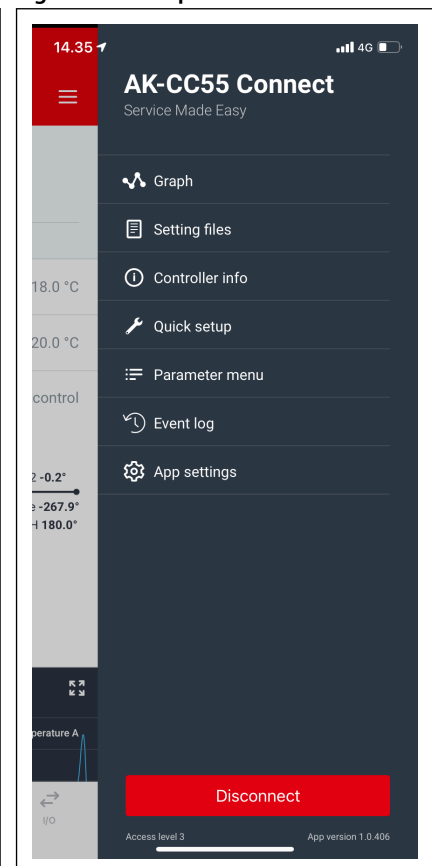 14.35
4G
AK-CC55 Connect
Service Made Easy
Graph
Setting files
Controller info
Quick setup
Parameter menu
Event log
App settings
18.0 °C
20.0 °C
control
2 -0.2°
e -267.9°
H 180.0°
perature A
I/O
Disconnect
Access level 3
App version 1.0.406